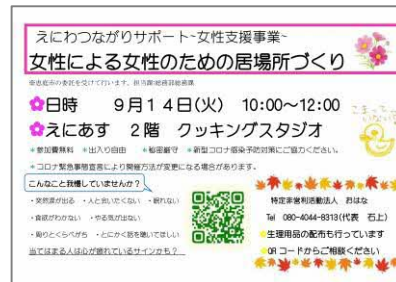 えにわつながりサポート~女性支援事業~
女性による女性のための居場所づくり
※恵庭市の委託を受けて行います。担当課:総務部総務課
日時 9月14日(火) 10:00~12:00
えにあす 2階 クッキングスタジオ
＊参加費無料 ＊出入り自由 ＊秘密厳守 ＊新型コロナ感染予防対策にご協力ください。
＊コロナ緊急事態宣言により開催方法が変更になる場合があります。
こんなこと我慢していませんか?
・突然涙が出る ・人と会いたくない ・眠れない
・食欲がわかない ・やる気が出ない
・周りとくらべがち ・とにかく話を聴いてほしい
当てはまる人は心が疲れているサインかも?
特定非営利活動法人 おはな
Tel 080-4044-8313(代表 石上)
生理用品の配布も行っています
QRコードからご相談ください